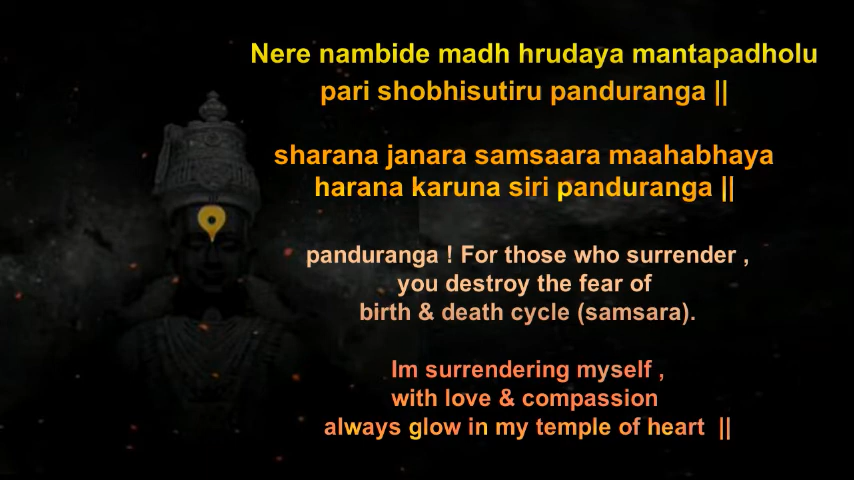 Nere nambide madh hrudaya mantapadholu
pari shobhisutiru panduranga ||
sharana janara samsaara maahabhaya
harana karuna siri panduranga ||
panduranga ! For those who surrender ,
you destroy the fear of
birth & death cycle (samsara).
Im surrendering myself ,
with love & compassion
always glow in my temple of heart ||